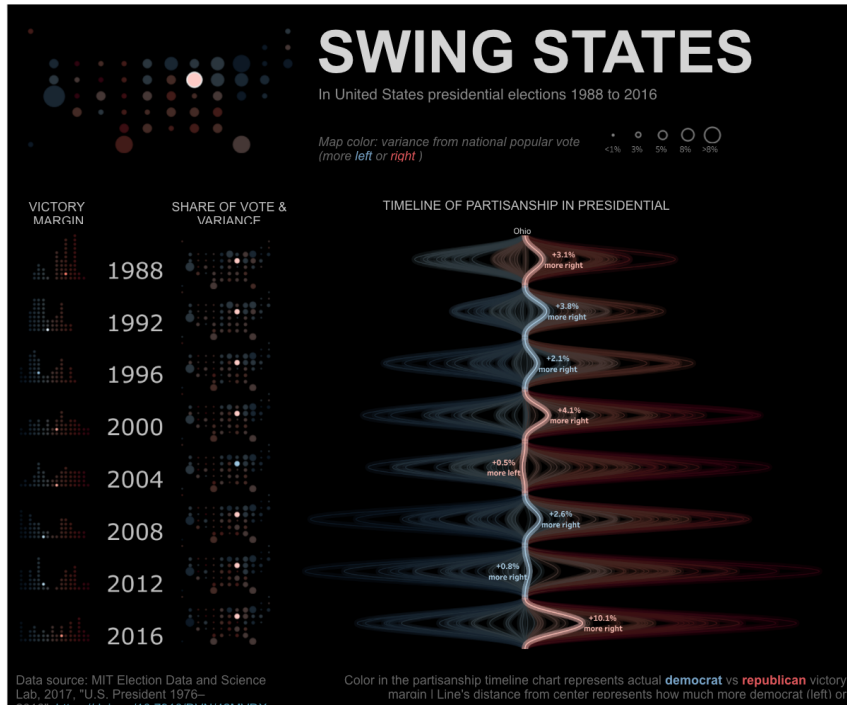 SWING STATES
In United States presidential elections 1988 to 2016
Map color: variance from national popular vote
(more left or right )
<1% 3% 5% 8% >8%
VICTORY
MARGIN
SHARE OF VOTE &
VARIANCE
TIMELINE OF PARTISANSHIP IN PRESIDENTIAL
Ohio
1988
+3.1%
more right
1992
+3.8%
more right
1996
+2.1%
more right
2000
+4.1%
more right
2004
+0.5%
more left
2008
+2.6%
more right
2012
+0.8%
more right
2016
+10.1%
more right
Data source: MIT Election Data and Science
Lab, 2017, "U.S. President 1976–
Color in the partisanship timeline chart represents actual democrat vs republican victory
margin | Line's distance from center represents how much more democrat (left) or